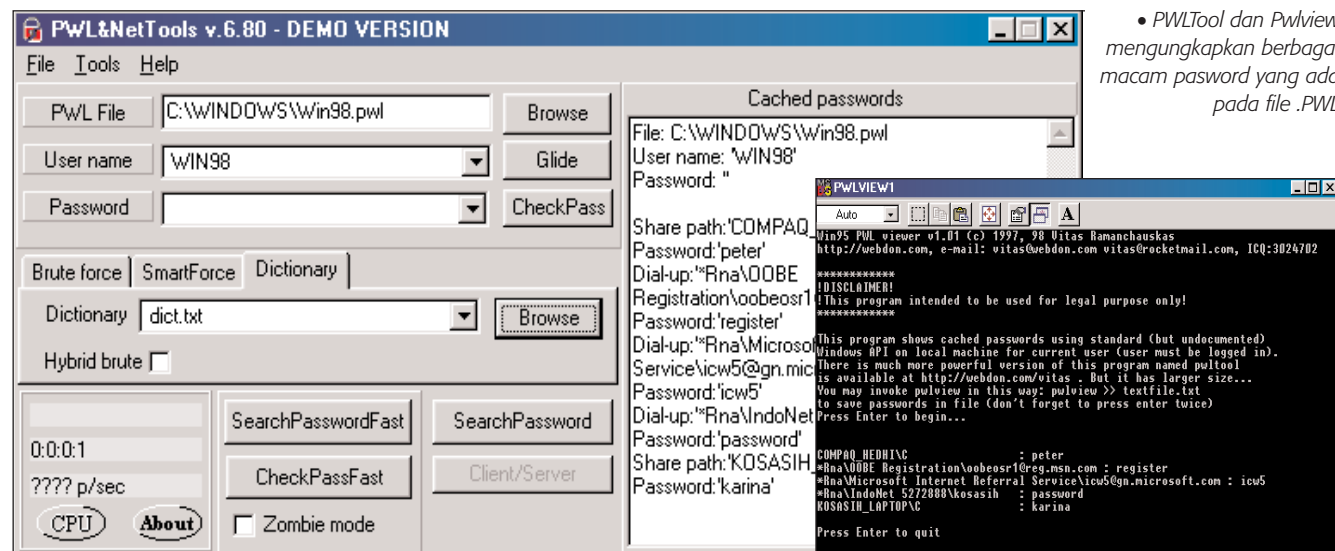 PWL&NetTools v.6.80 - DEMO VERSION
File Tools Help
PWL File C:\WINDOWS\Win98.pwl Browse
User name WIN98 Glide
Password CheckPass
Brute force SmartForce Dictionary
Dictionary dict.txt Browse
Hybrid brute
0:0:0:1
???? p/sec
CPU About
SearchPasswordFast SearchPassword
CheckPassFast Client/Server
Zombie mode
Cached passwords
File: C:\WINDOWS\Win98.pwl
User name: 'WIN98'
Password: ''
Share path:'COMPAQ_
Password:'peter'
Dial-up:'*Rna\OOBE
Registration\oobeosr1
Password:'register'
Dial-up:'*Rna\Microsof
Service\icw5@gn.mic
Password:'icw5'
Dial-up:'*Rna\IndoNet
Password:'password'
Share path:'KOSASIH_
Password:'karina'
• PWLTool dan Pwlview
mengungkapkan berbaga
macam pasword yang ada
pada file .PWL
PWLVIEW1
Auto A
Win95 PWL viewer v1.01 (c) 1997, 98 Vitas Ramanchauskas
http://webdon.com, e-mail: vitas@webdon.com vitas@rocketmail.com, ICQ:3024702
************
!DISCLAIMER!
!This program intended to be used for legal purpose only!
************
This program shows cached passwords using standard (but undocumented)
Windows API on local machine for current user (user must be logged in).
There is much more powerful version of this program named pwltool
is available at http://webdon.com/vitas . But it has larger size...
You may invoke pwlview in this way: pwlview >> textfile.txt
to save passwords in file (don't forget to press enter twice)
Press Enter to begin...
COMPAQ_HEDHI\C : peter
*Rna\OOBE Registration\oobeosr1@reg.msn.com : register
*Rna\Microsoft Internet Referral Service\icw5@gn.microsoft.com : icw5
*Rna\IndoNet 5272888\kosasih : password
KOSASIH_LAPTOP\C : karina
Press Enter to quit